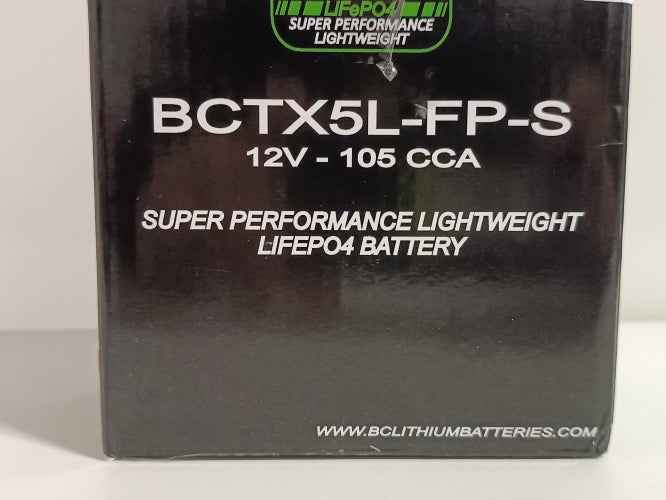 LiFePO4
SUPER PERFORMANCE
LIGHTWEIGHT
BCTX5L-FP-S
12V - 105 CCA
SUPER PERFORMANCE LIGHTWEIGHT
LIFEPO4 BATTERY
WWW.BCLITHIUMBATTERIES.COM